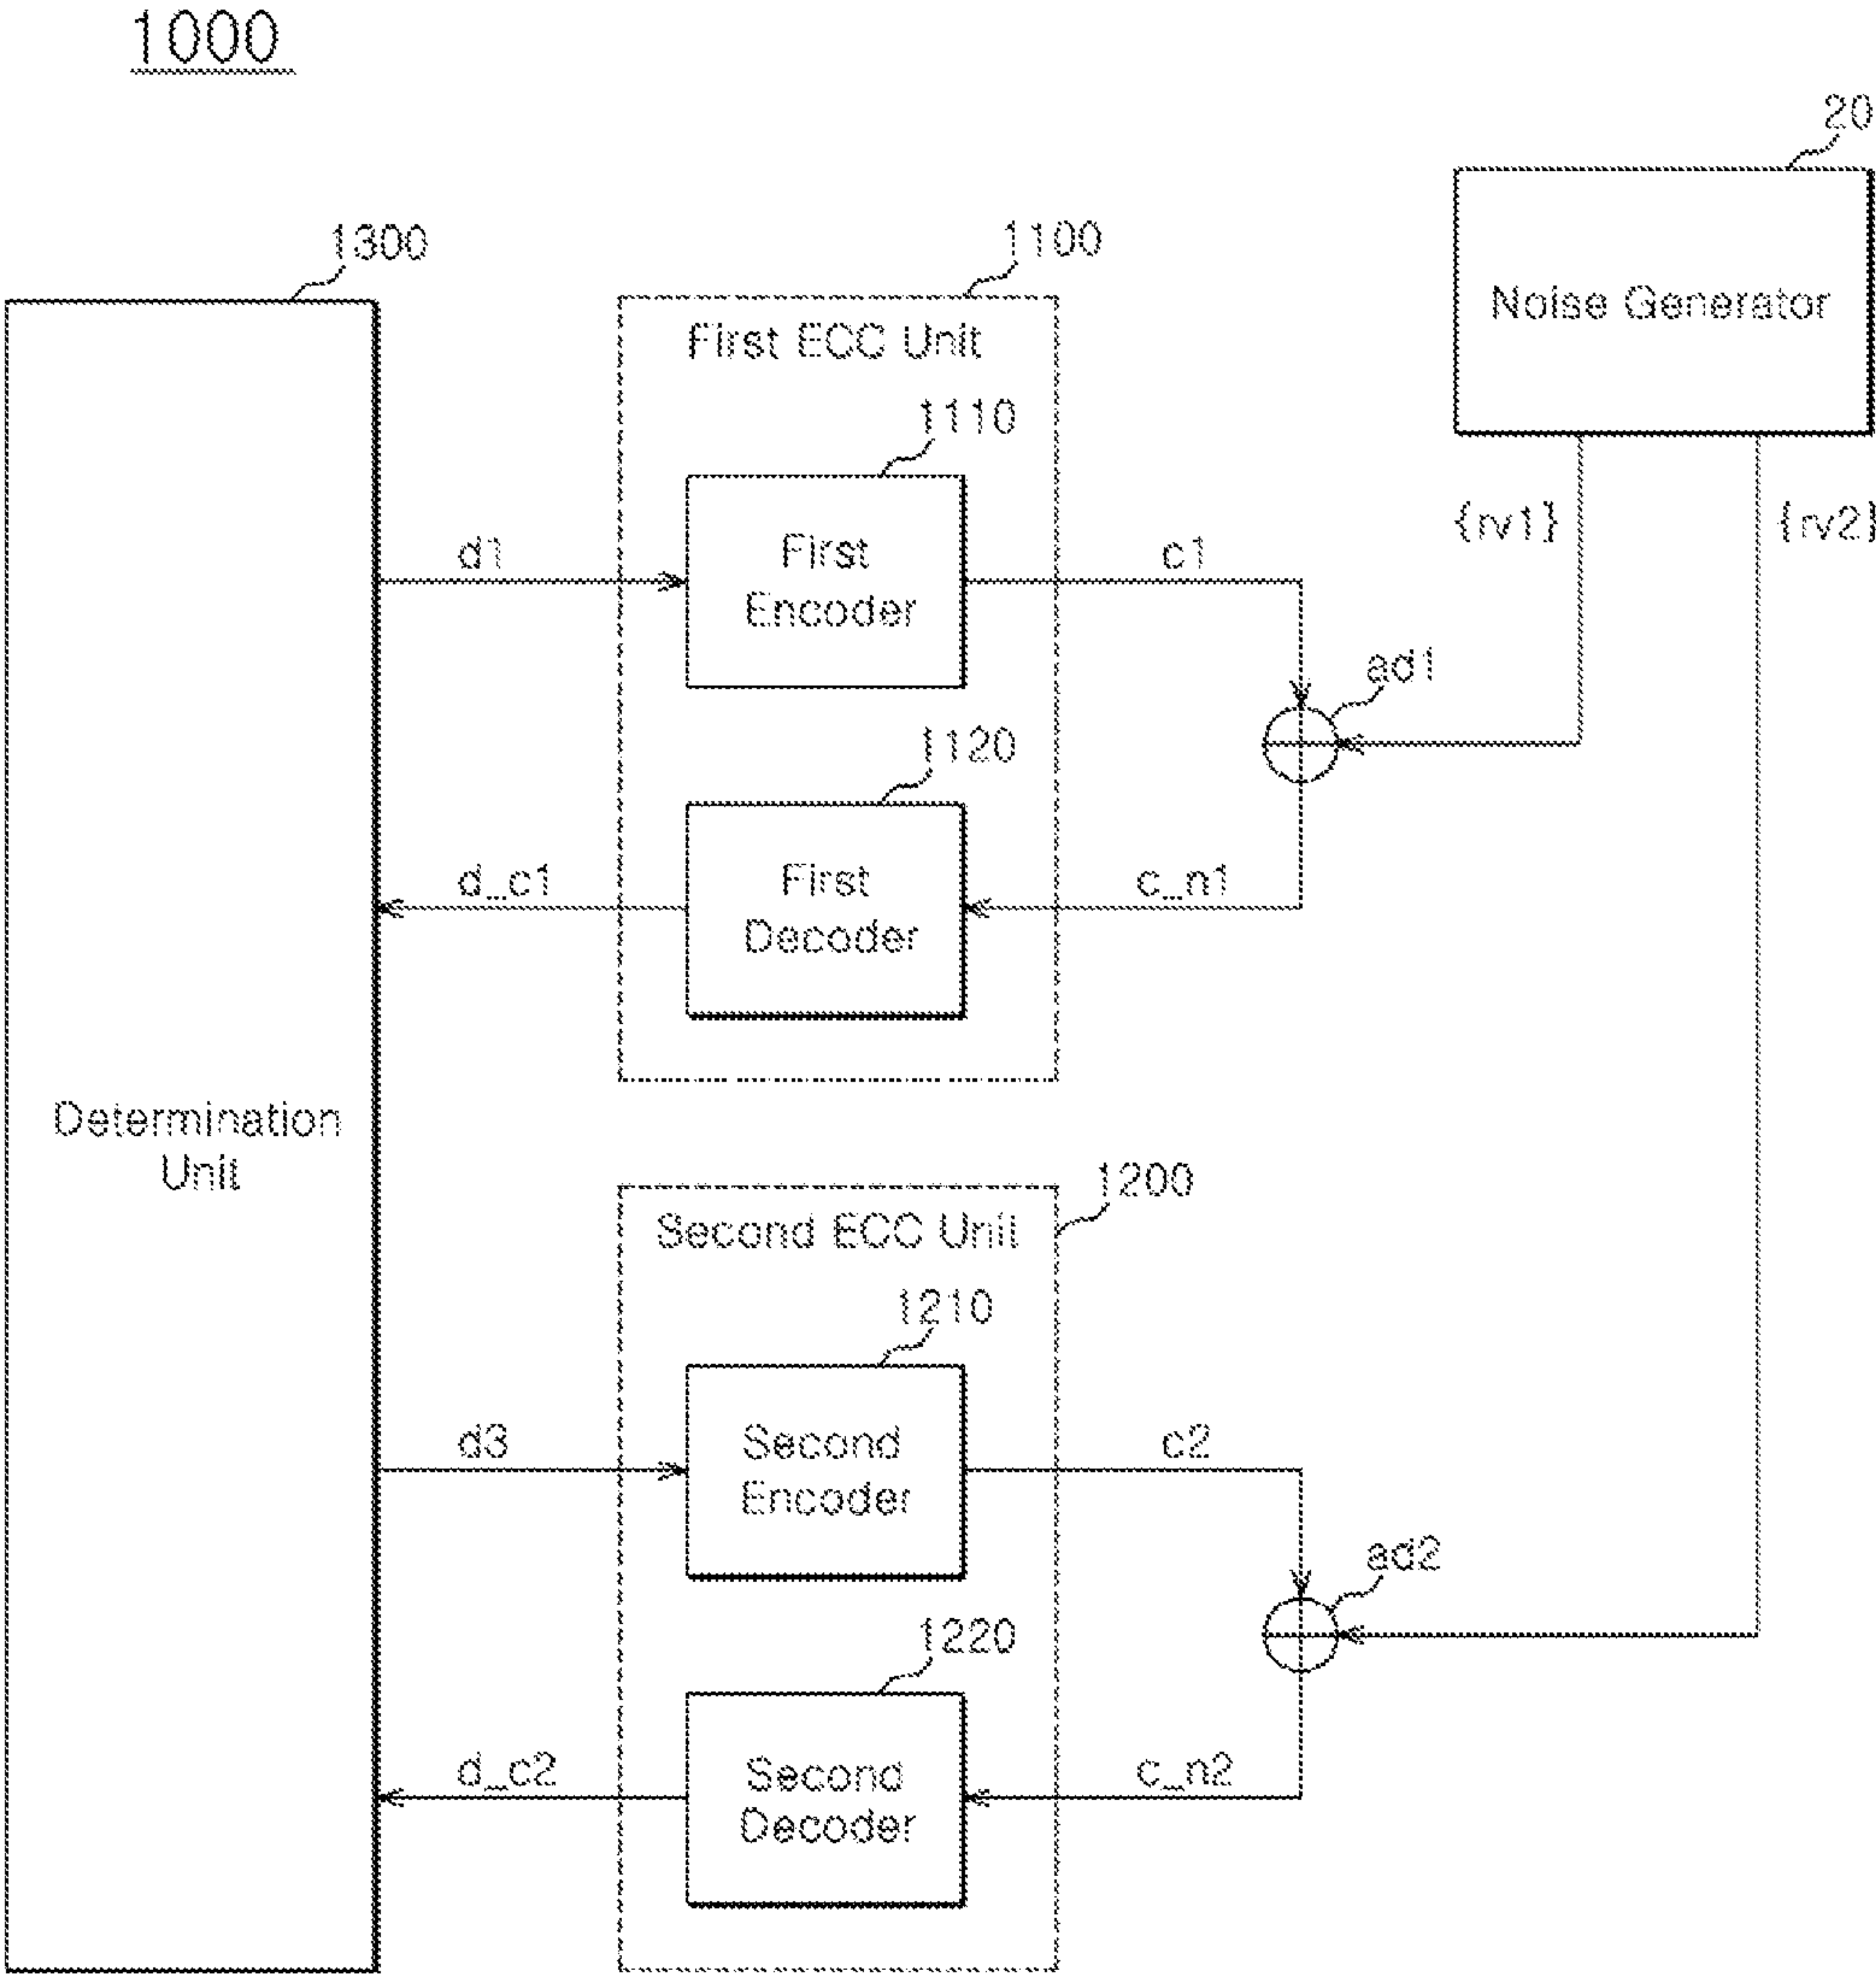 1000
20
Noise Generator
1300
1100
First ECC Unit
1110
{rv1}
{rv2}
d1
First
Encoder
c1
ad1
1120
d_c1
First
Decoder
c_n1
Determination
Unit
1200
Second ECC Unit
1210
d3
Second
Encoder
c2
ad2
1220
d_c2
Second
Decoder
c_n2